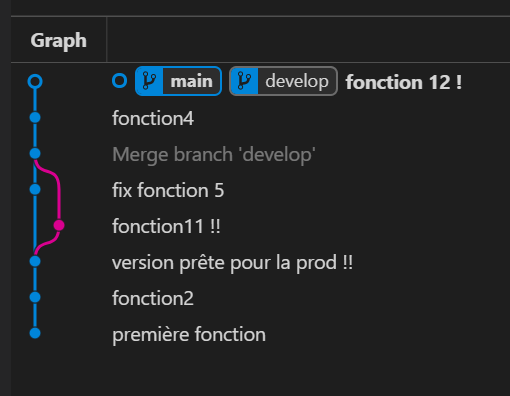 Graph
main develop fonction 12 !
fonction4
Merge branch 'develop'
fix fonction 5
fonction11 !!
version prête pour la prod !!
fonction2
première fonction